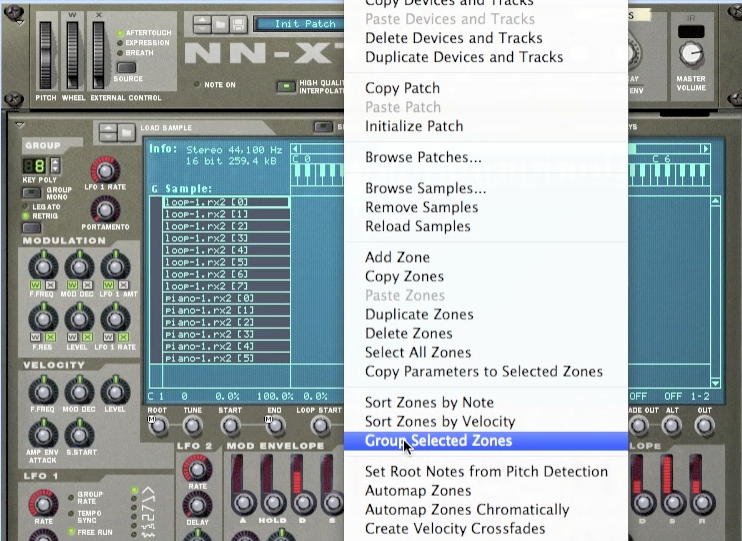 Copy Devices and Tracks
Paste Devices and Tracks
Delete Devices and Tracks
Duplicate Devices and Tracks
Copy Patch
Paste Patch
Initialize Patch
Browse Patches...
Browse Samples...
Remove Samples
Reload Samples
Add Zone
Copy Zones
Paste Zones
Duplicate Zones
Delete Zones
Select All Zones
Copy Parameters to Selected Zones
Sort Zones by Note
Sort Zones by Velocity
Group Selected Zones
Set Root Notes from Pitch Detection
Automap Zones
Automap Zones Chromatically
Create Velocity Crossfades
W X
AFTERTOUCH
EXPRESSION
BREATH
SOURCE
PITCH WHEEL EXTERNAL CONTROL
Init Patch
NN-XT
NOTE ON
HIGH QUALITY
INTERPOLATION
MASTER
VOLUME
LOAD SAMPLE
GROUP
8
KEY POLY
GROUP
MONO
LEGATO
RETRIG
LFO 1 RATE
PORTAMENTO
Info: Stereo 44,100 Hz
16 bit 259.4 kB
C 0
C 6
G Sample:
loop-1.rx2 [0]
loop-1.rx2 [1]
loop-1.rx2 [2]
loop-1.rx2 [3]
loop-1.rx2 [4]
loop-1.rx2 [5]
loop-1.rx2 [6]
loop-1.rx2 [7]
piano-1.rx2 [0]
piano-1.rx2 [1]
piano-1.rx2 [2]
piano-1.rx2 [3]
piano-1.rx2 [4]
piano-1.rx2 [5]
C 1 0 0.0% 100.% 0.0%
OFF OFF 1-2
ROOT TUNE START END LOOP START
ALT OUT
MODULATION
W X W X W X
F.FREQ MOD DEC LFO 1 AMT
W X W X W X
F.RES LEVEL LFO 1 RATE
VELOCITY
F.FREQ MOD DEC LEVEL
AMP ENV
ATTACK
S.START
LFO 1
RATE
GROUP
RATE
TEMPO
SYNC
FREE RUN
LFO 2
RATE
DELAY
MOD ENVELOPE
A HOLD D S
D S R